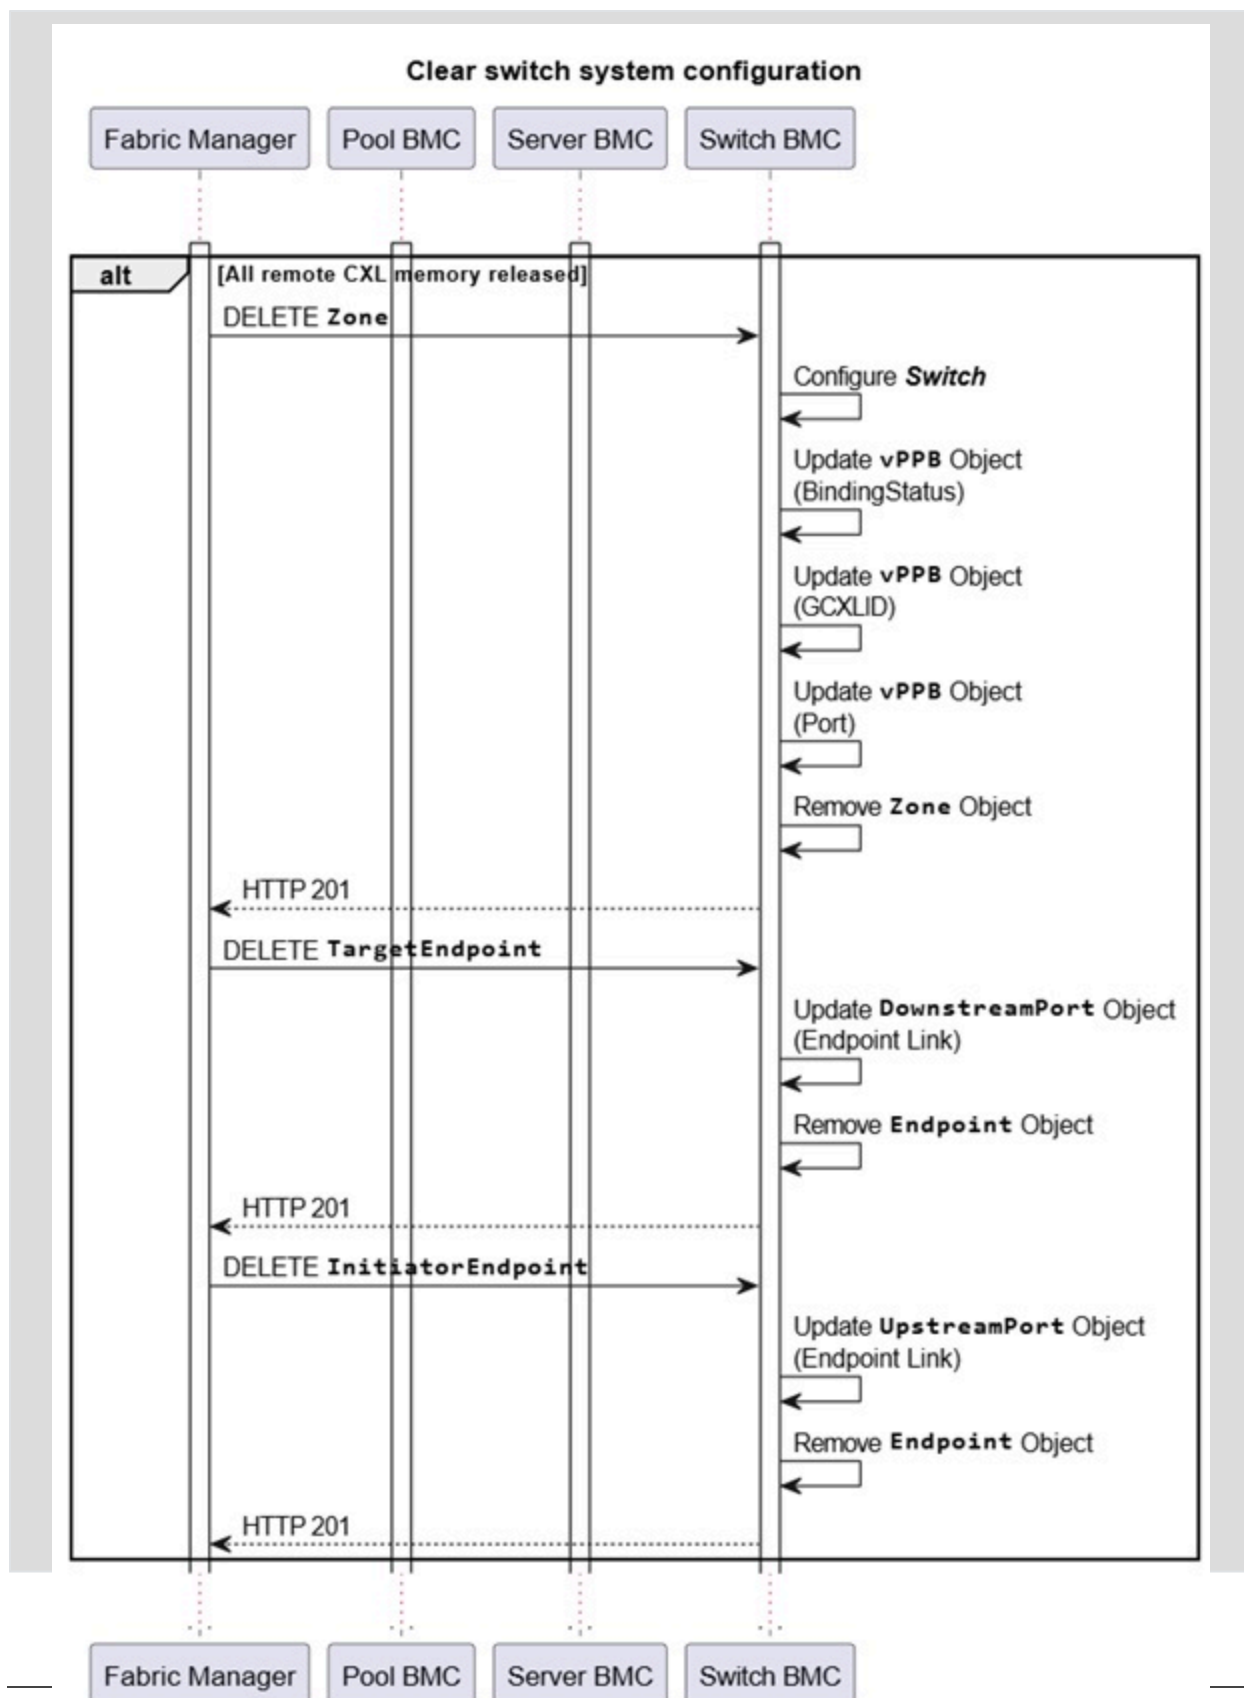 Clear switch system configuration
Fabric Manager
Pool BMC
Server BMC
Switch BMC
alt
[All remote CXL memory released]
DELETE Zone
Configure Switch
Update vPPB Object
(BindingStatus)
Update vPPB Object
(GCXLID)
Update vPPB Object
(Port)
Remove Zone Object
HTTP 201
DELETE TargetEndpoint
Update DownstreamPort Object
(Endpoint Link)
Remove Endpoint Object
HTTP 201
DELETE InitiatorEndpoint
Update UpstreamPort Object
(Endpoint Link)
Remove Endpoint Object
HTTP 201
Fabric Manager
Pool BMC
Server BMC
Switch BMC